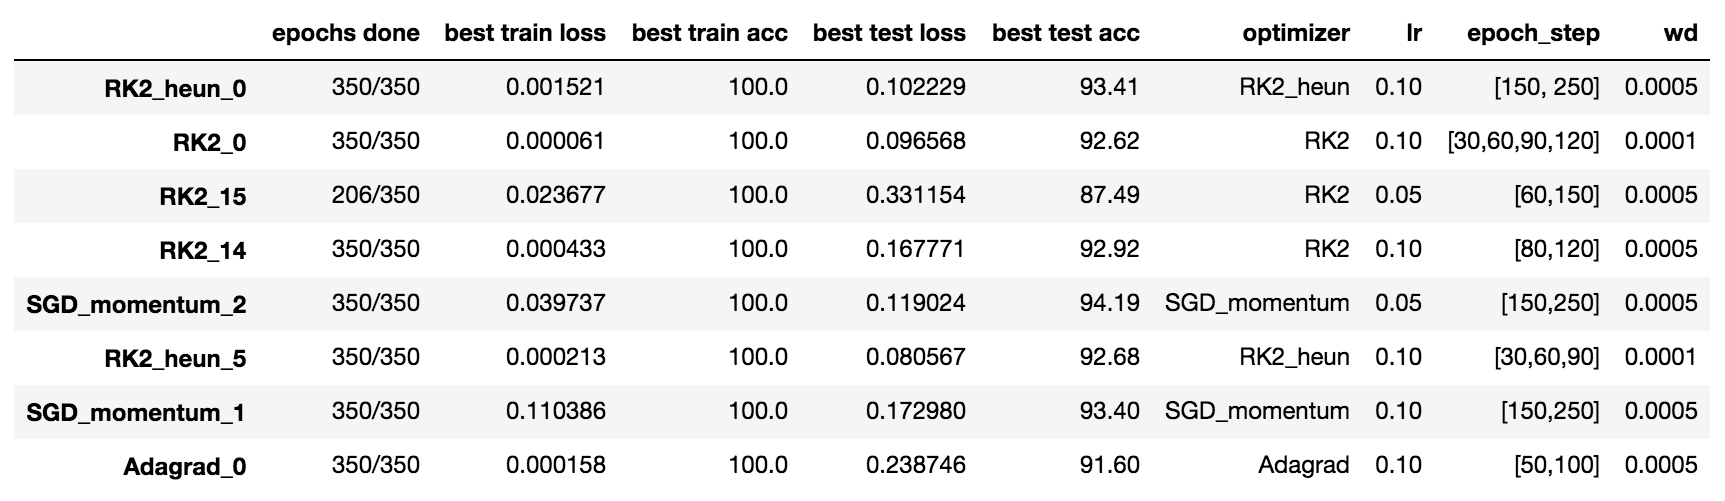 epochs done best train loss best train acc best test loss best test acc optimizer lr epoch_step wd
RK2_heun_0 350/350 0.001521 100.0 0.102229 93.41 RK2_heun 0.10 [150, 250] 0.0005
RK2_0 350/350 0.000061 100.0 0.096568 92.62 RK2 0.10 [30,60,90,120] 0.0001
RK2_15 206/350 0.023677 100.0 0.331154 87.49 RK2 0.05 [60,150] 0.0005
RK2_14 350/350 0.000433 100.0 0.167771 92.92 RK2 0.10 [80,120] 0.0005
SGD_momentum_2 350/350 0.039737 100.0 0.119024 94.19 SGD_momentum 0.05 [150,250] 0.0005
RK2_heun_5 350/350 0.000213 100.0 0.080567 92.68 RK2_heun 0.10 [30,60,90] 0.0001
SGD_momentum_1 350/350 0.110386 100.0 0.172980 93.40 SGD_momentum 0.10 [150,250] 0.0005
Adagrad_0 350/350 0.000158 100.0 0.238746 91.60 Adagrad 0.10 [50,100] 0.0005